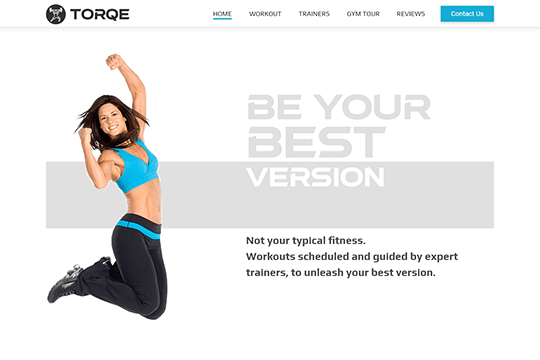 TORQE
HOME WORKOUT TRAINERS GYM TOUR REVIEWS Contact Us
BE YOUR
BEST
VERSION
Not your typical fitness.
Workouts scheduled and guided by expert
trainers, to unleash your best version.